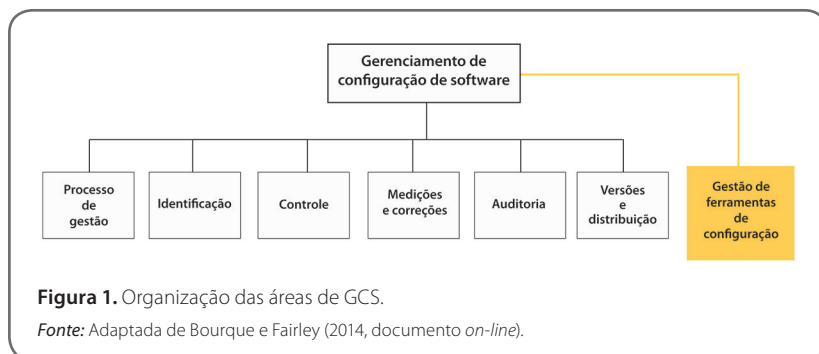 Gerenciamento de
configuração de software
Processo
de
gestão
Identificação
Controle
Medições
e correções
Auditoria
Versões
e
distribuição
Gestão de
ferramentas
de
configuração
Figura 1. Organização das áreas de GCS.
Fonte: Adaptada de Bourque e Fairley (2014, documento on-line).